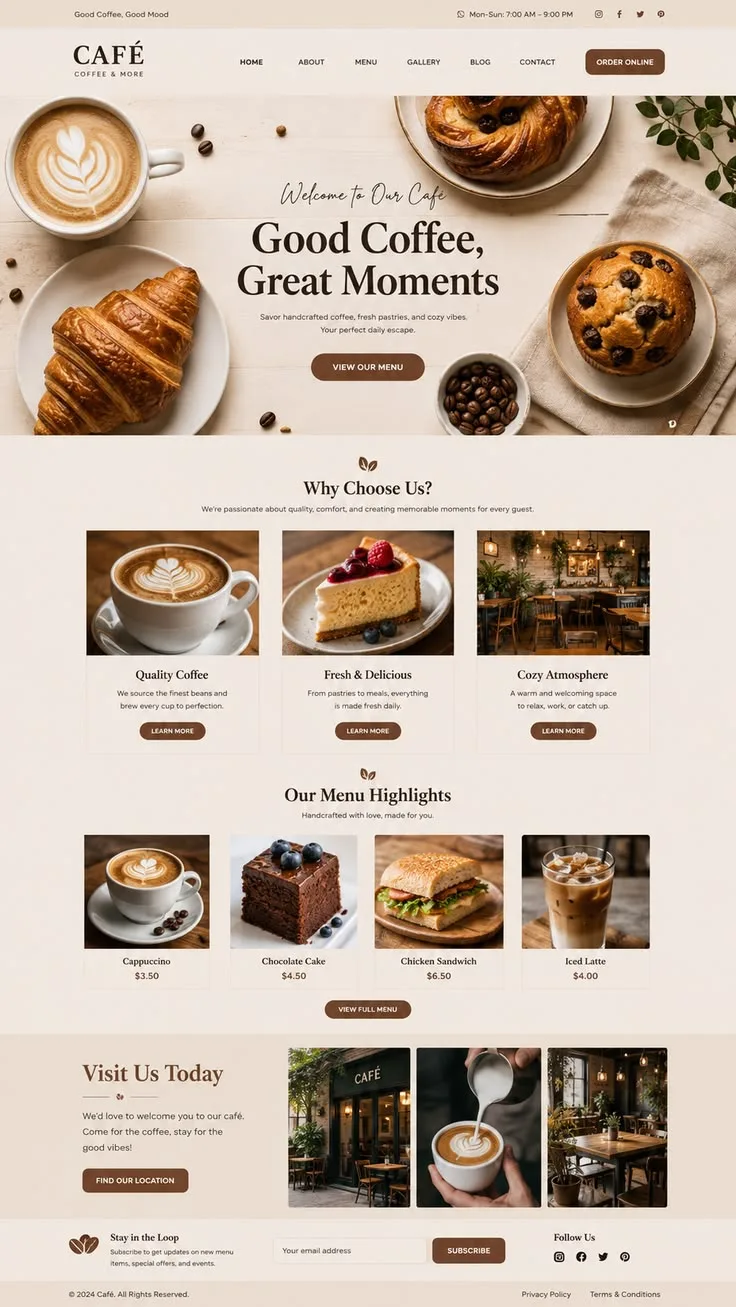 Good Coffee, Good Mood
Mon-Sun: 7:00 AM – 9:00 PM
CAFÉ
COFFEE & MORE
HOME
ABOUT
MENU
GALLERY
BLOG
CONTACT
ORDER ONLINE
Welcome to Our Café
Good Coffee,
Great Moments
Savor handcrafted coffee, fresh pastries, and cozy vibes.
Your perfect daily escape.
VIEW OUR MENU
Why Choose Us?
We're passionate about quality, comfort, and creating memorable moments for every guest.
Quality Coffee
We source the finest beans and
brew every cup to perfection.
LEARN MORE
Fresh & Delicious
From pastries to meals, everything
is made fresh daily.
LEARN MORE
Cozy Atmosphere
A warm and welcoming space
to relax, work, or catch up.
LEARN MORE
Our Menu Highlights
Handcrafted with love, made for you.
Cappuccino
$3.50
Chocolate Cake
$4.50
Chicken Sandwich
$6.50
Iced Latte
$4.00
VIEW FULL MENU
Visit Us Today
We'd love to welcome you to our café.
Come for the coffee, stay for the
good vibes!
FIND OUR LOCATION
CAFÉ
Stay in the Loop
Subscribe to get updates on new menu
items, special offers, and events.
Your email address
SUBSCRIBE
Follow Us
© 2024 Café. All Rights Reserved.
Privacy Policy
Terms & Conditions